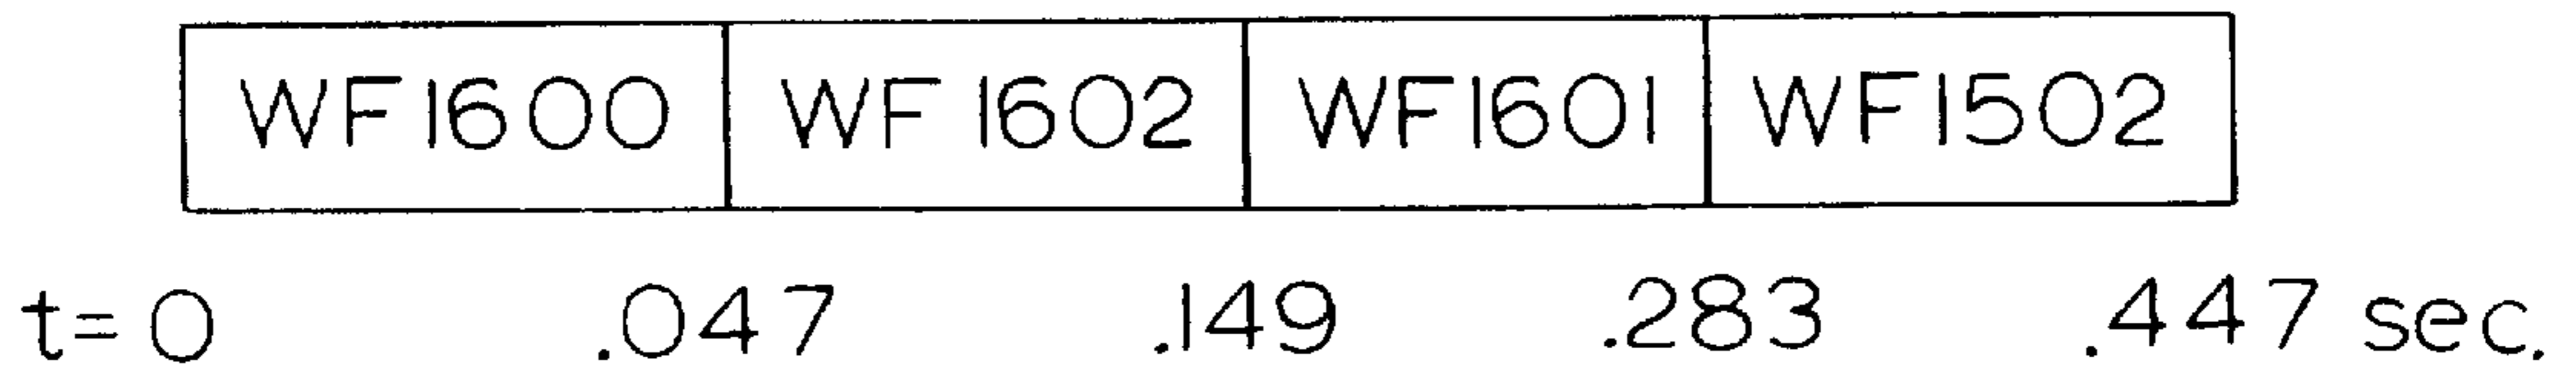 WF1600 WF 1602 WF1601 WF1502
t=0 .047 .149 .283 .447 sec.